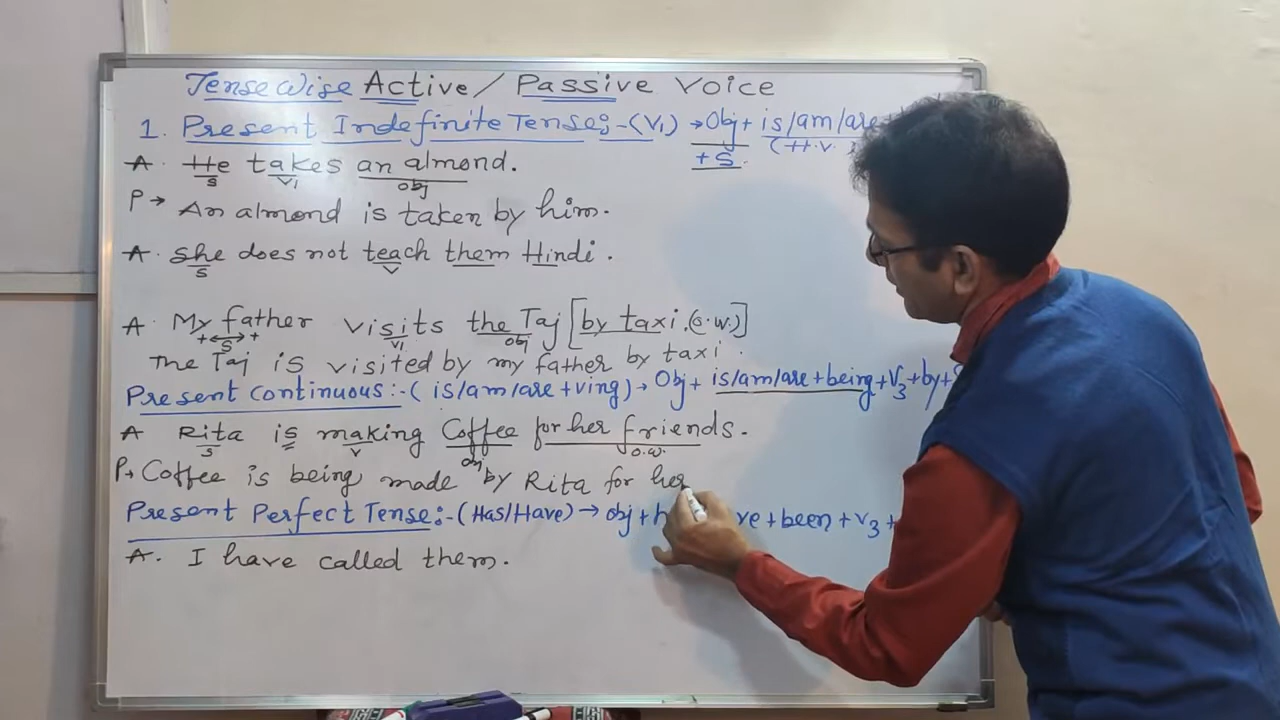 Tense Wise Active / Passive Voice
1. Present Indefinite Tense:-(V1) → Obj + is/am/are
+S. (H.V.
A. He takes an almond.
S V1 obj
P → An almond is taken by him.
A. She does not teach them Hindi.
S V
A. My father visits the Taj [by taxi.(O.W.)]
+ S + V1 obj
The Taj is visited by my father by taxi.
Present Continuous:-( is/am/are +ving) → Obj + is/am/are+being+V3+by+
A Rita is making Coffee for her friends.
S V obj O.W.
P→ Coffee is being made by Rita for her
Present Perfect Tense:-(Has/Have) → obj + +been +V3 +
A. I have called them.